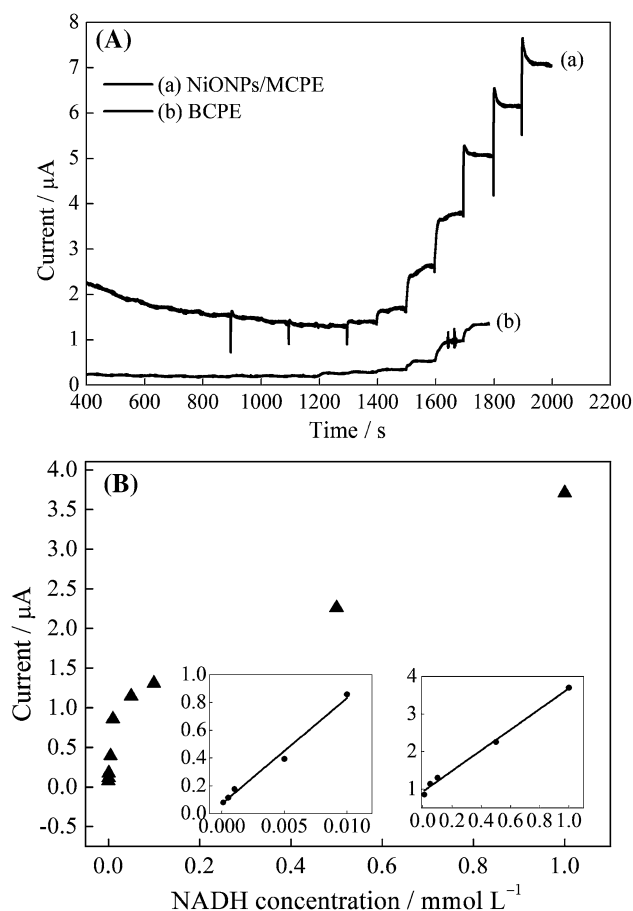 (A)
(a) NiONPs/MCPE
(b) BCPE
(a)
(b)
8
7
6
5
4
3
2
1
0
Current / µA
400 600 800 1000 1200 1400 1600 1800 2000 2200
Time / s
(B)
4.0
3.5
3.0
2.5
2.0
1.5
1.0
0.5
0.0
-0.5
Current / µA
1.0
0.8
0.6
0.4
0.2
0.0
0.000 0.005 0.010
4
3
2
1
0
0.0 0.2 0.4 0.6 0.8 1.0
0.0 0.2 0.4 0.6 0.8 1.0
NADH concentration / mmol L⁻¹